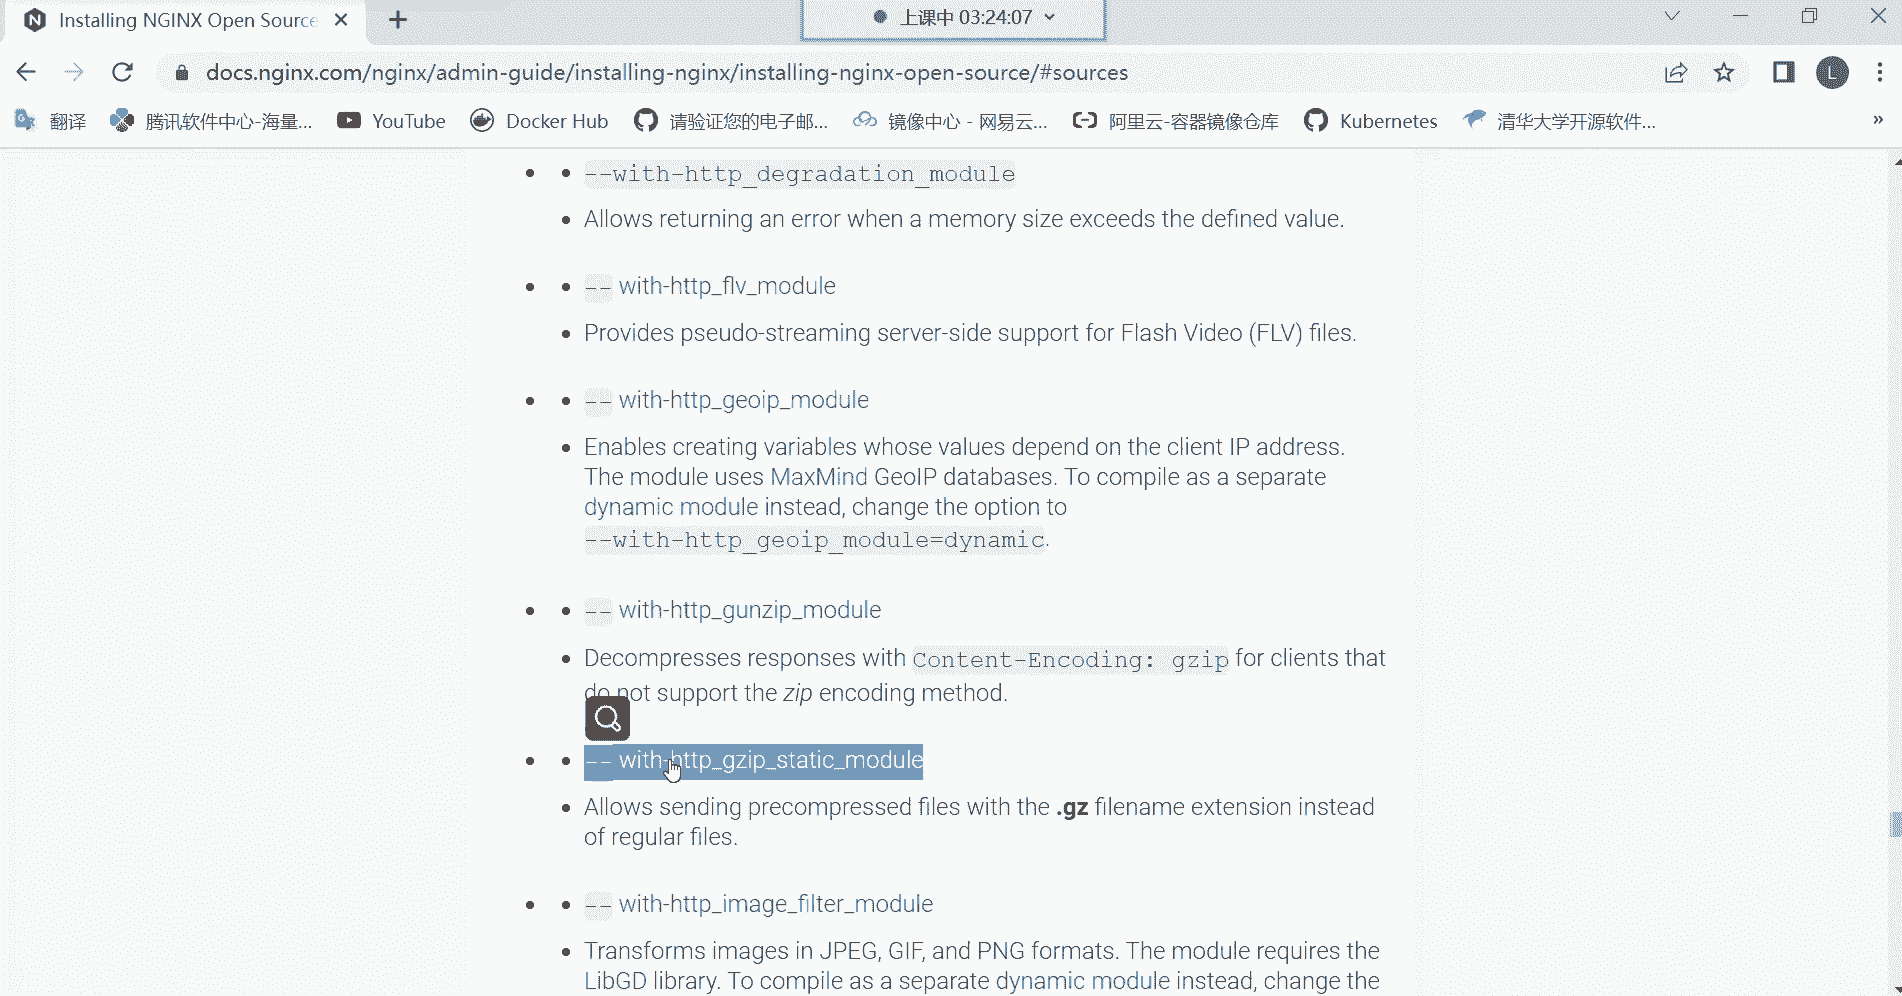 Installing NGINX Open Source
上课中 03:24:07
docs.nginx.com/nginx/admin-guide/installing-nginx/installing-nginx-open-source/#sources
L
翻译 腾讯软件中心-海量... YouTube Docker Hub 请验证您的电子邮... 镜像中心 - 网易云... 阿里云-容器镜像仓库 Kubernetes 清华大学开源软件... »
--with-http_degradation_module
Allows returning an error when a memory size exceeds the defined value.
-- with-http_flv_module
Provides pseudo-streaming server-side support for Flash Video (FLV) files.
-- with-http_geoip_module
Enables creating variables whose values depend on the client IP address.
The module uses MaxMind GeoIP databases. To compile as a separate
dynamic module instead, change the option to
--with-http_geoip_module=dynamic.
-- with-http_gunzip_module
Decompresses responses with Content-Encoding: gzip for clients that
do not support the zip encoding method.
-- with-http_gzip_static_module
Allows sending precompressed files with the .gz filename extension instead
of regular files.
-- with-http_image_filter_module
Transforms images in JPEG, GIF, and PNG formats. The module requires the
LibGD library. To compile as a separate dynamic module instead, change the